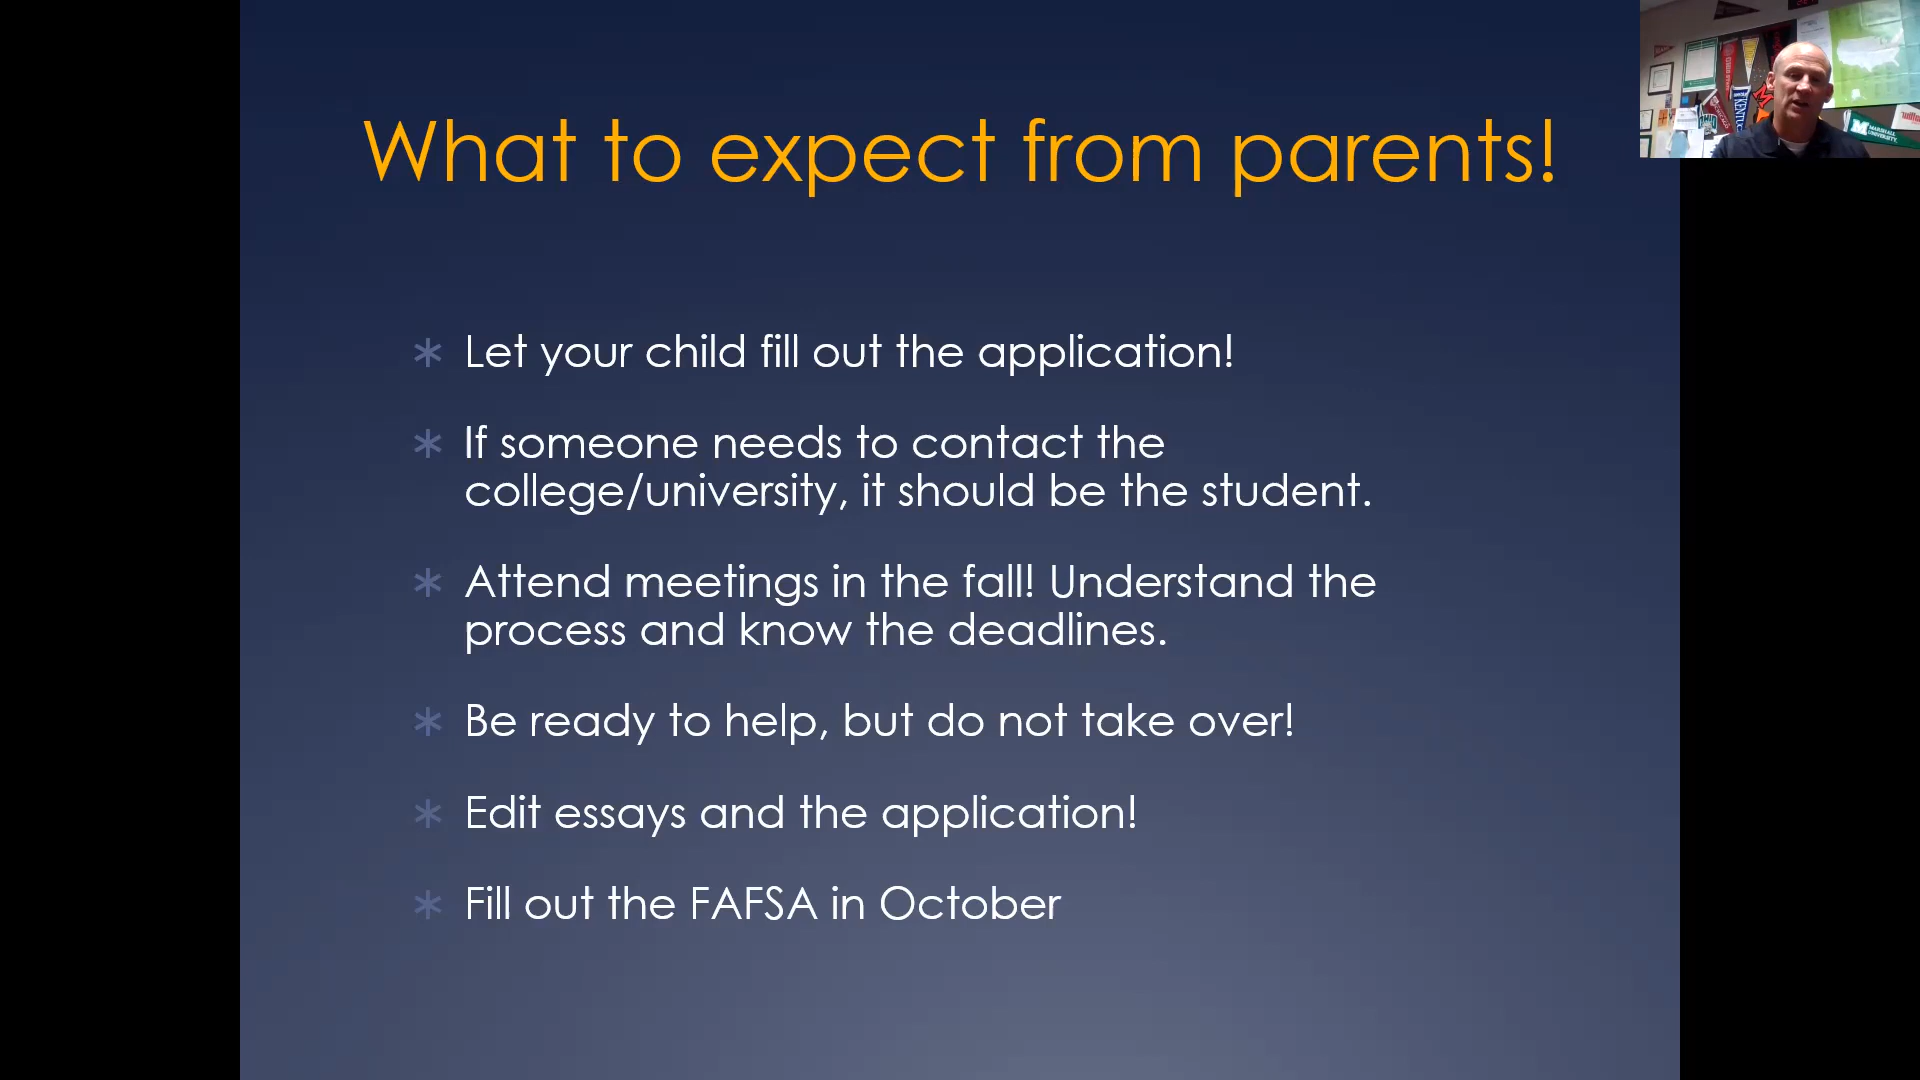 What to expect from parents!
Let your child fill out the application!
If someone needs to contact the
college/university, it should be the student.
Attend meetings in the fall! Understand the
process and know the deadlines.
Be ready to help, but do not take over!
Edit essays and the application!
Fill out the FAFSA in October
MARSHALL
UNIVERSITY